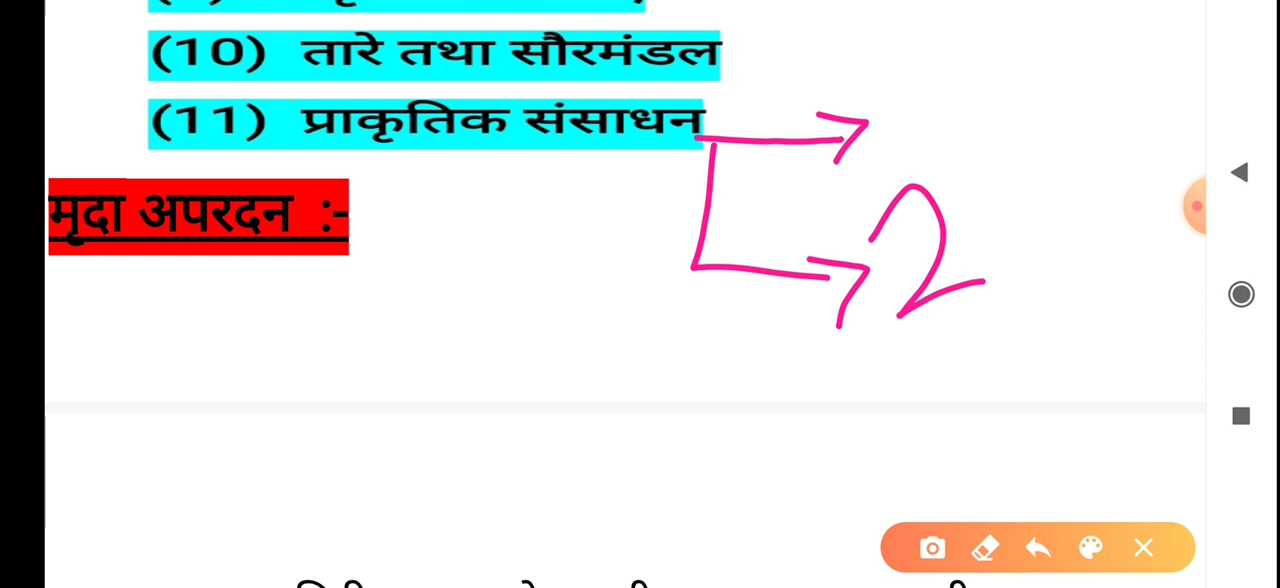 (10) तारे तथा सौरमंडल
(11) प्राकृतिक संसाधन
2
मृदा अपरदन :-